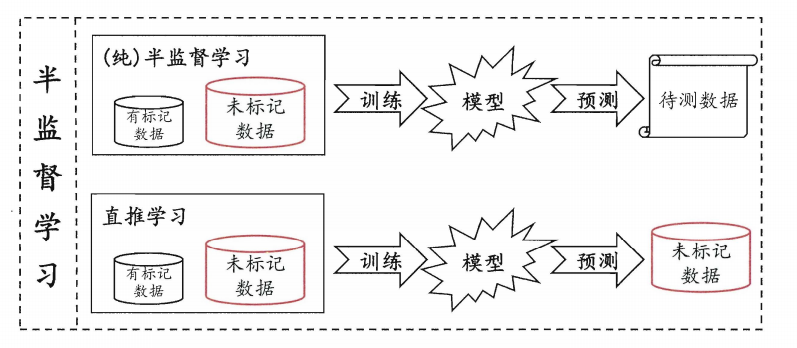 半监督学习
(纯)半监督学习
有标记
数据
未标记
数据
训练
模型
预测
待测数据
直推学习
有标记
数据
未标记
数据
训练
模型
预测
未标记
数据